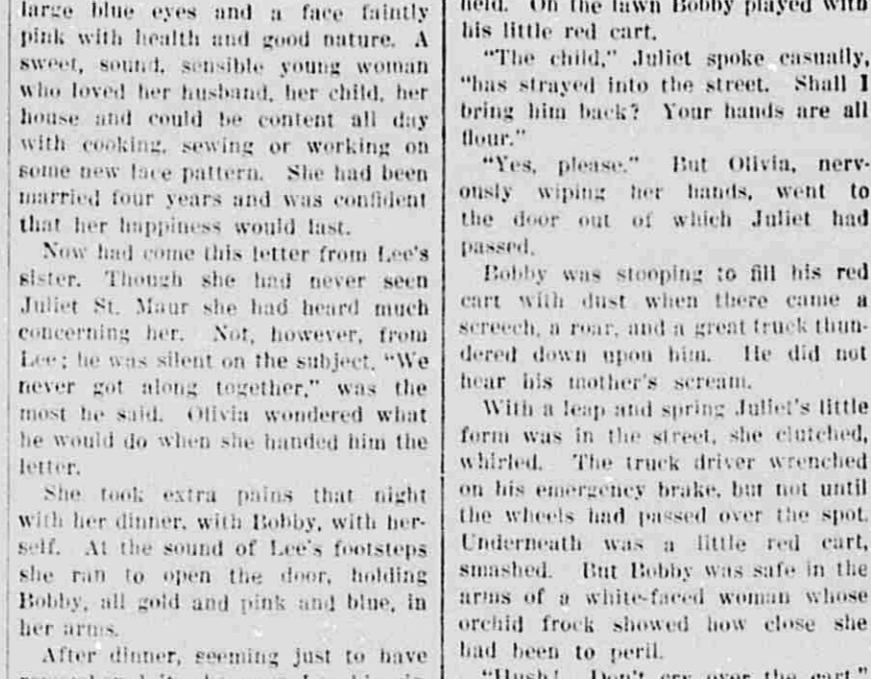 large blue eyes and a face faintly
pink with health and good nature. A
sweet, sound, sensible young woman
who loved her husband, her child, her
house and could be content all day
with cooking, sewing or working on
some new lace pattern. She had been
married four years and was confident
that her happiness would last.
Now had come this letter from Lee's
sister. Though she had never seen
Juliet St. Maur she had heard much
concerning her. Not, however, from
Lee; he was silent on the subject. "We
never got along together," was the
most he said. Olivia wondered what
he would do when she handed him the
letter.
She took extra pains that night
with her dinner, with Bobby, with her-
self. At the sound of Lee's footsteps
she ran to open the door, holding
Bobby, all gold and pink and blue, in
her arms.
After dinner, seeming just to have
held. On the lawn Bobby played with
his little red cart.
"The child," Juliet spoke casually,
"has strayed into the street. Shall I
bring him back? Your hands are all
flour."
"Yes, please." But Olivia, nerv-
ously wiping her hands, went to
the door out of which Juliet had
passed.
Bobby was stooping to fill his red
cart with dust when there came a
screech, a roar, and a great truck thun-
dered down upon him. He did not
hear his mother's scream.
With a leap and spring Juliet's little
form was in the street, she clutched,
whirled. The truck driver wrenched
on his emergency brake, but not until
the wheels had passed over the spot.
Underneath was a little red cart,
smashed. But Bobby was safe in the
arms of a white-faced woman whose
orchid frock showed how close she
had been to peril.
"Hush! Don't cry over the cart."